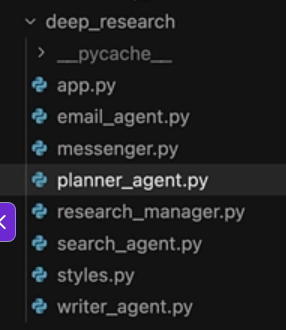 deep_research
__pycache__
app.py
email_agent.py
messenger.py
planner_agent.py
research_manager.py
search_agent.py
styles.py
writer_agent.py